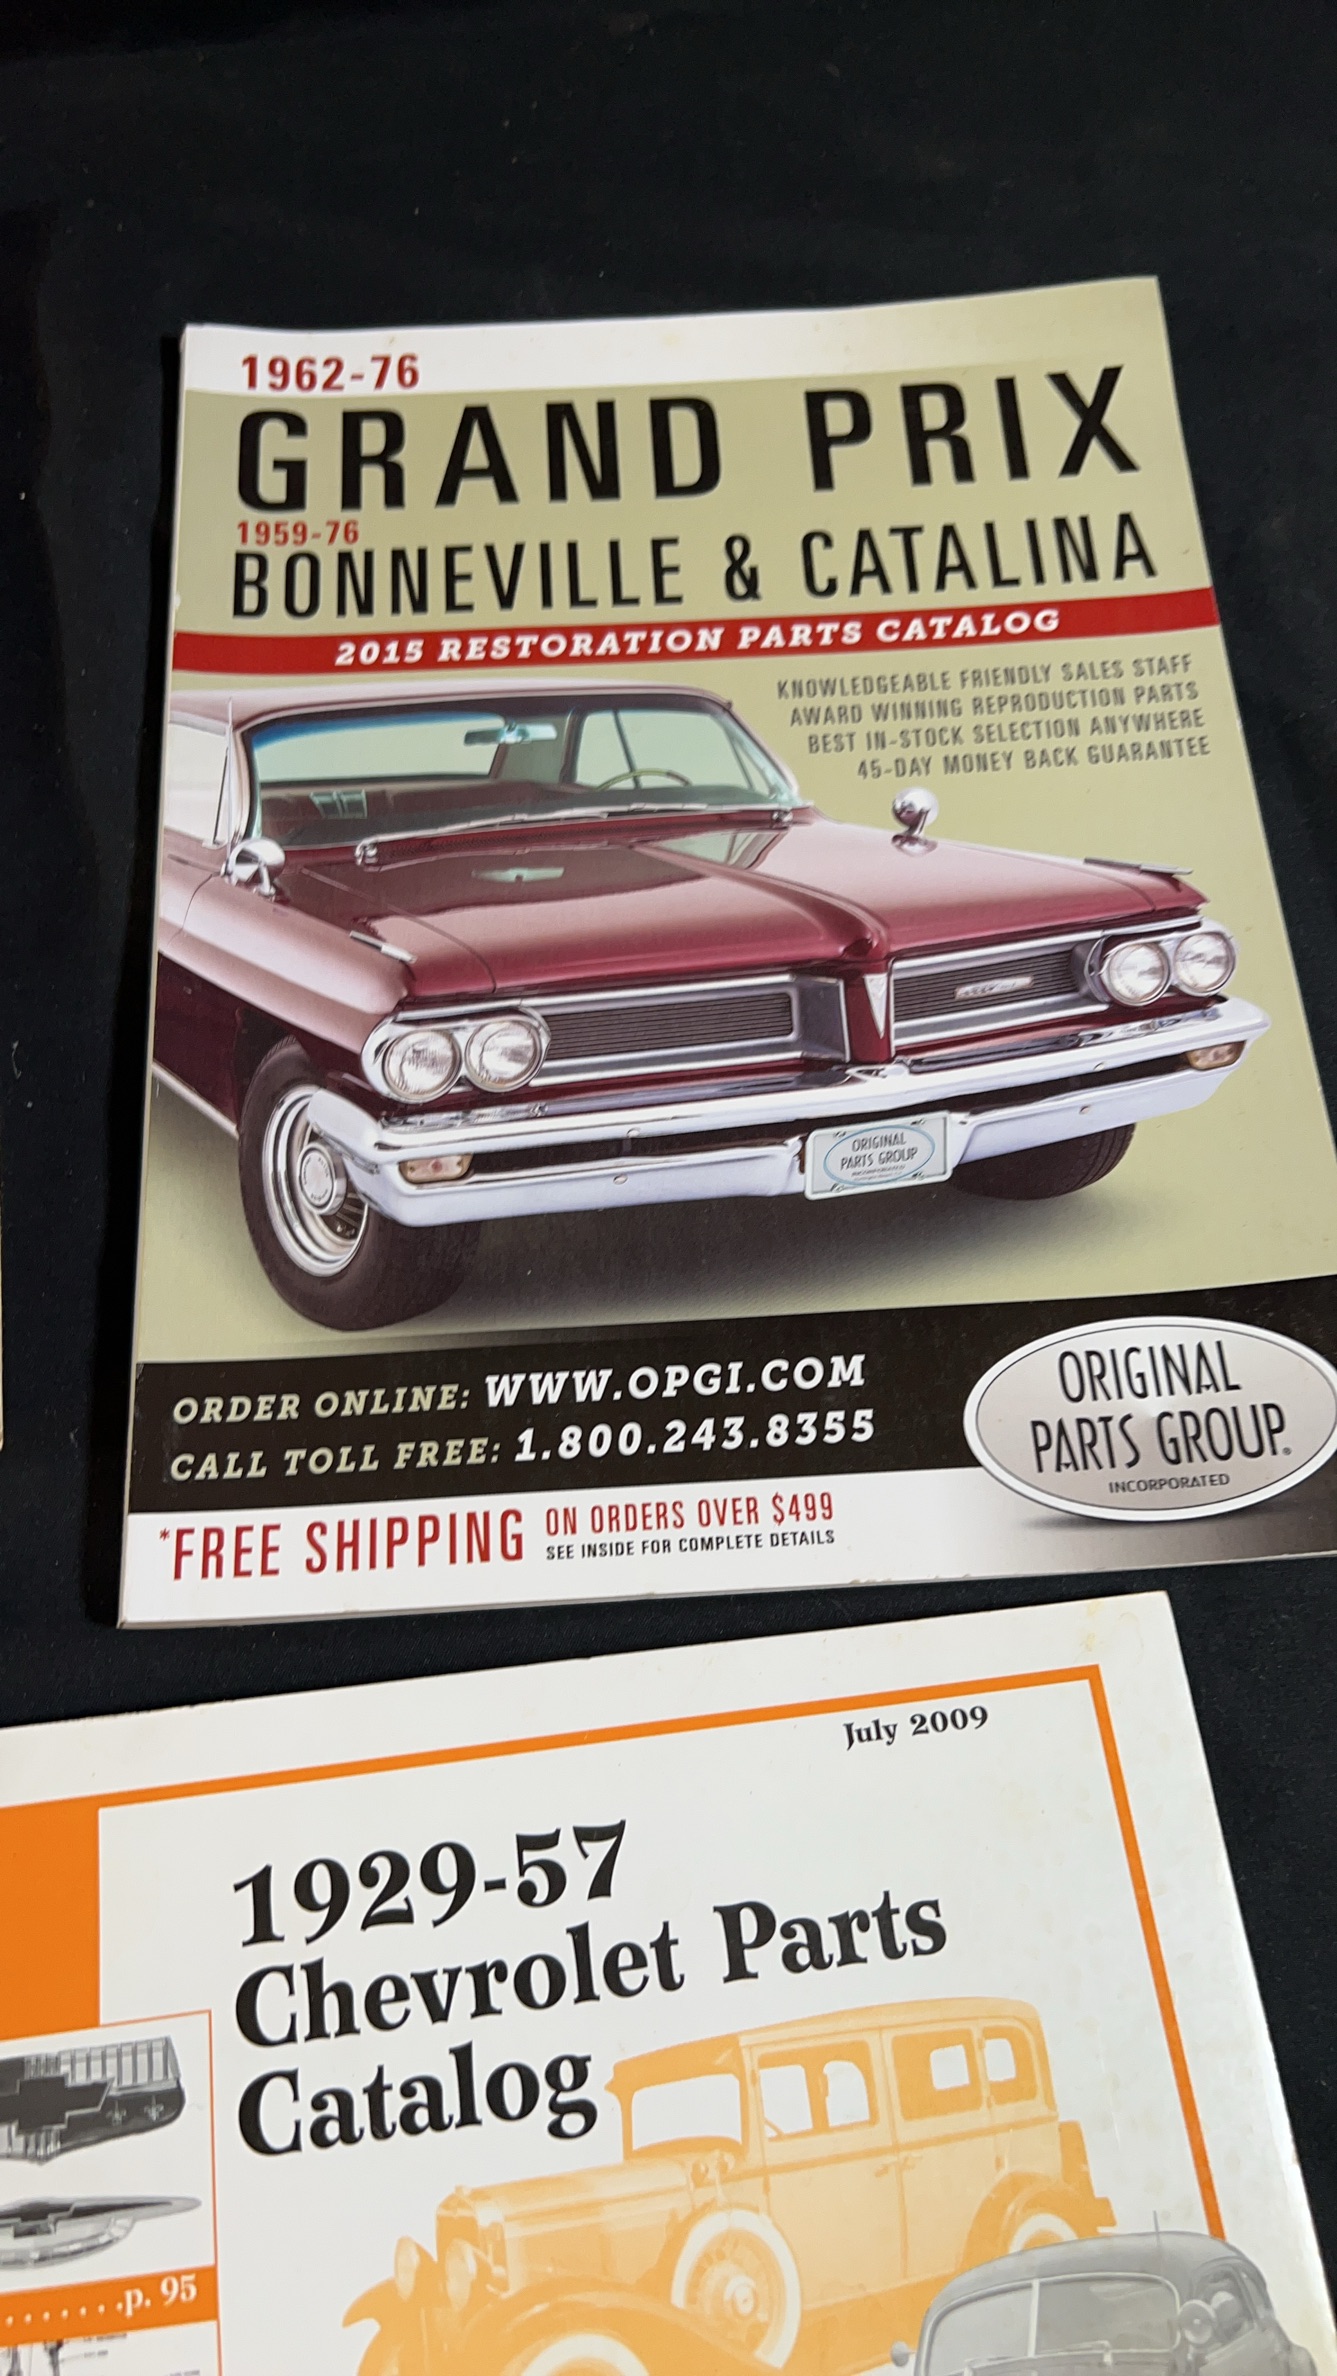 1962-76
GRAND PRIX
1959-76
BONNEVILLE & CATALINA
2015 RESTORATION PARTS CATALOG
KNOWLEDGEABLE FRIENDLY SALES STAFF
AWARD WINNING REPRODUCTION PARTS
BEST IN-STOCK SELECTION ANYWHERE
45-DAY MONEY BACK GUARANTEE
ORIGINAL
PARTS GROUP
ORDER ONLINE: WWW.OPGI.COM
CALL TOLL FREE: 1.800.243.8355
ORIGINAL
PARTS GROUP®
INCORPORATED
*FREE SHIPPING ON ORDERS OVER $499
SEE INSIDE FOR COMPLETE DETAILS
July 2009
1929-57
Chevrolet Parts
Catalog
.......p. 95